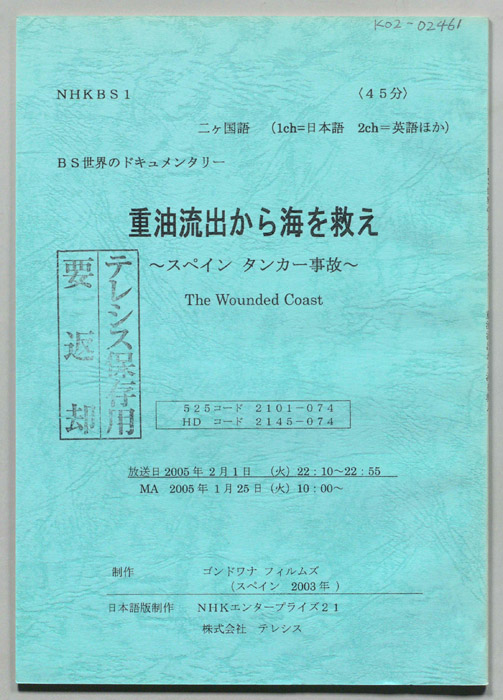 K02-02461
NHKBS1 〈45分〉
二ヶ国語 (1ch=日本語 2ch=英語ほか)
BS世界のドキュメンタリー
重油流出から海を救え
～スペイン タンカー事故～
The Wounded Coast
テレシス保存用
要返却
525コード 2101-074
HD コード 2145-074
放送日2005年 2月1日 (火) 22:10～22:55
MA 2005年 1月25日(火) 10:00～
制作 ゴンドワナ フィルムズ
(スペイン 2003年 )
日本語版制作 NHKエンタープライズ21
株式会社 テレシス